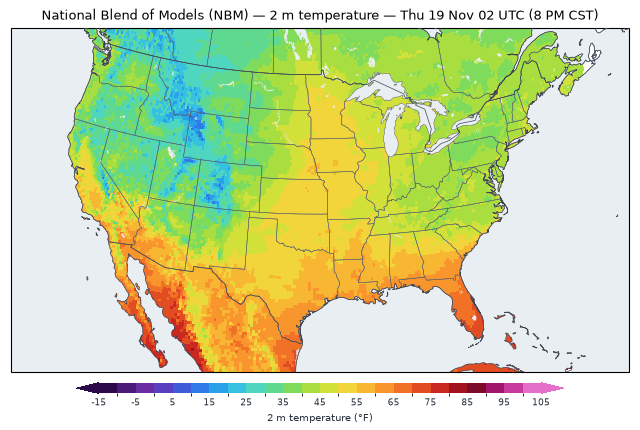 National Blend of Models (NBM) — 2 m temperature — Thu 19 Nov 02 UTC (8 PM CST)
-15 -5 5 15 25 35 45 55 65 75 85 95 105
2 m temperature (°F)